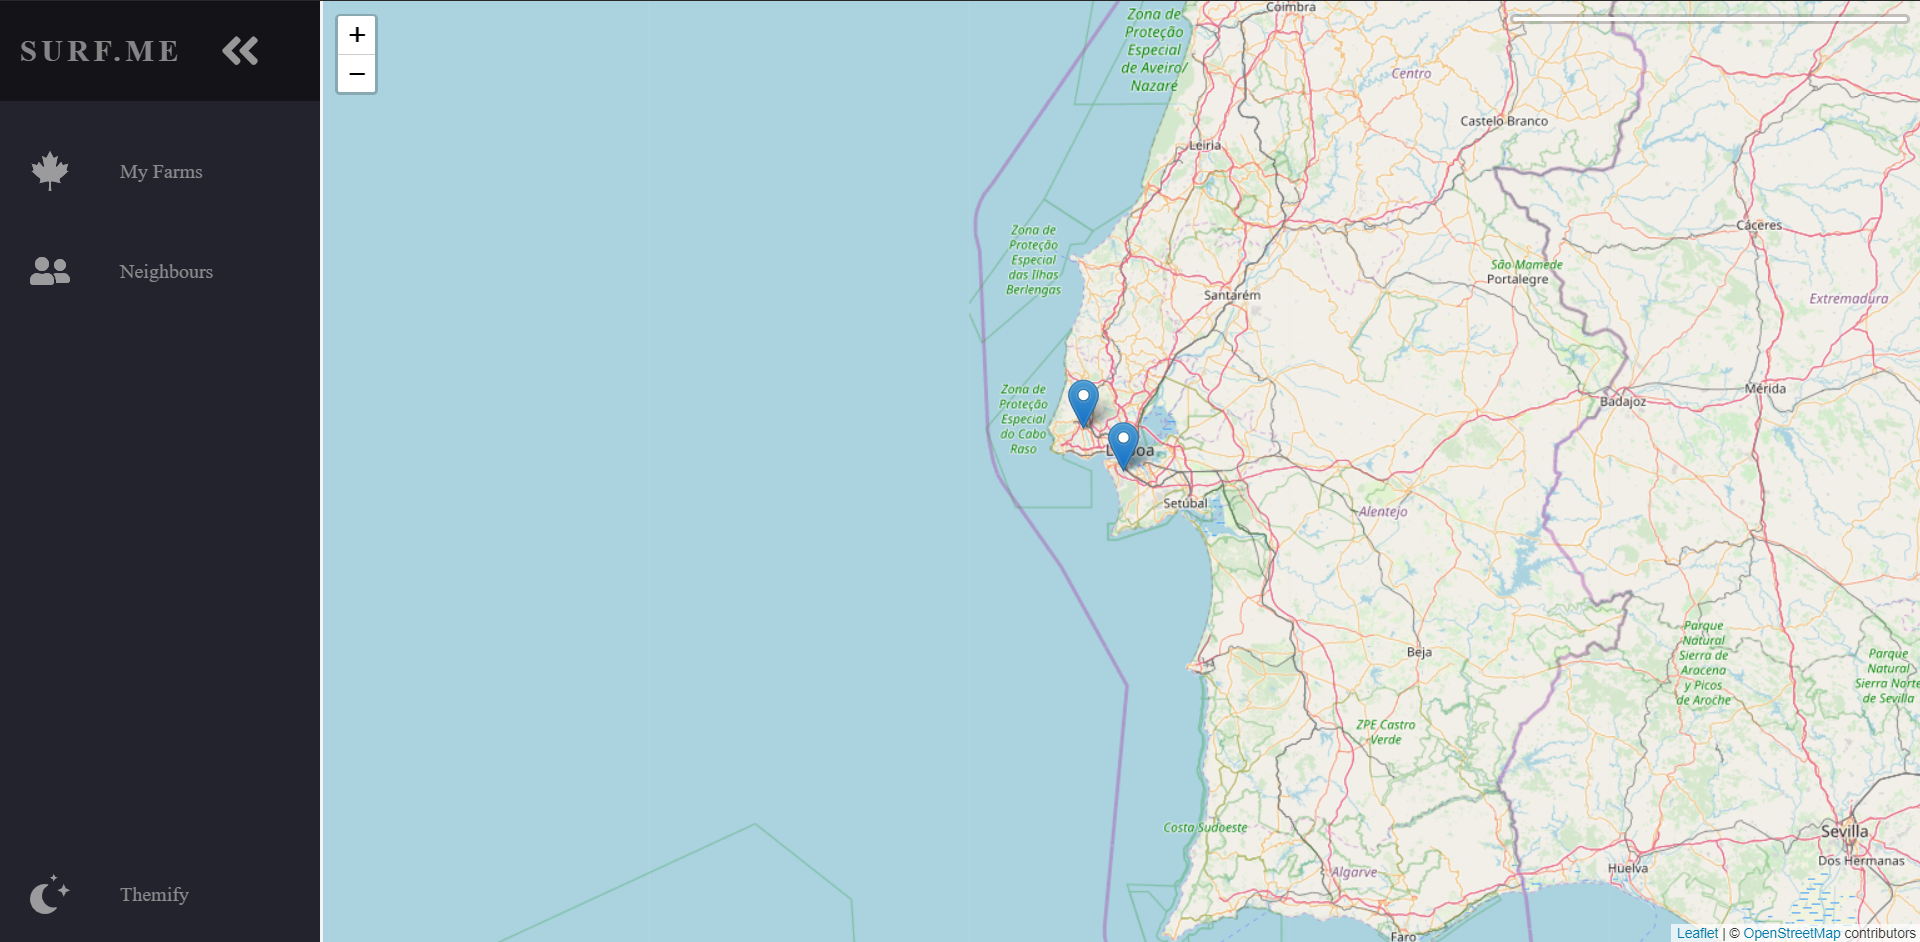 SURF.ME
My Farms
Neighbours
Themify
+
−
Coimbra
Zona de
Proteção
Especial
de Aveiro/
Nazaré
Centro
Castelo Branco
Leiria
Cáceres
Zona de
Proteção
Especial
das Ilhas
Berlengas
São Mamede
Portalegre
Santarém
Extremadura
Zona de
Proteção
Especial
do Cabo
Raso
Mérida
Badajoz
Setúbal
Alentejo
Parque
Natural
Sierra de
Aracena
y Picos
de Aroche
Beja
Parque
Natural
Sierra Norte
de Sevilla
ZPE Castro
Verde
Costa Sudoeste
Sevilla
Dos Hermanas
Huelva
Algarve
Faro
Leaflet | © OpenStreetMap contributors